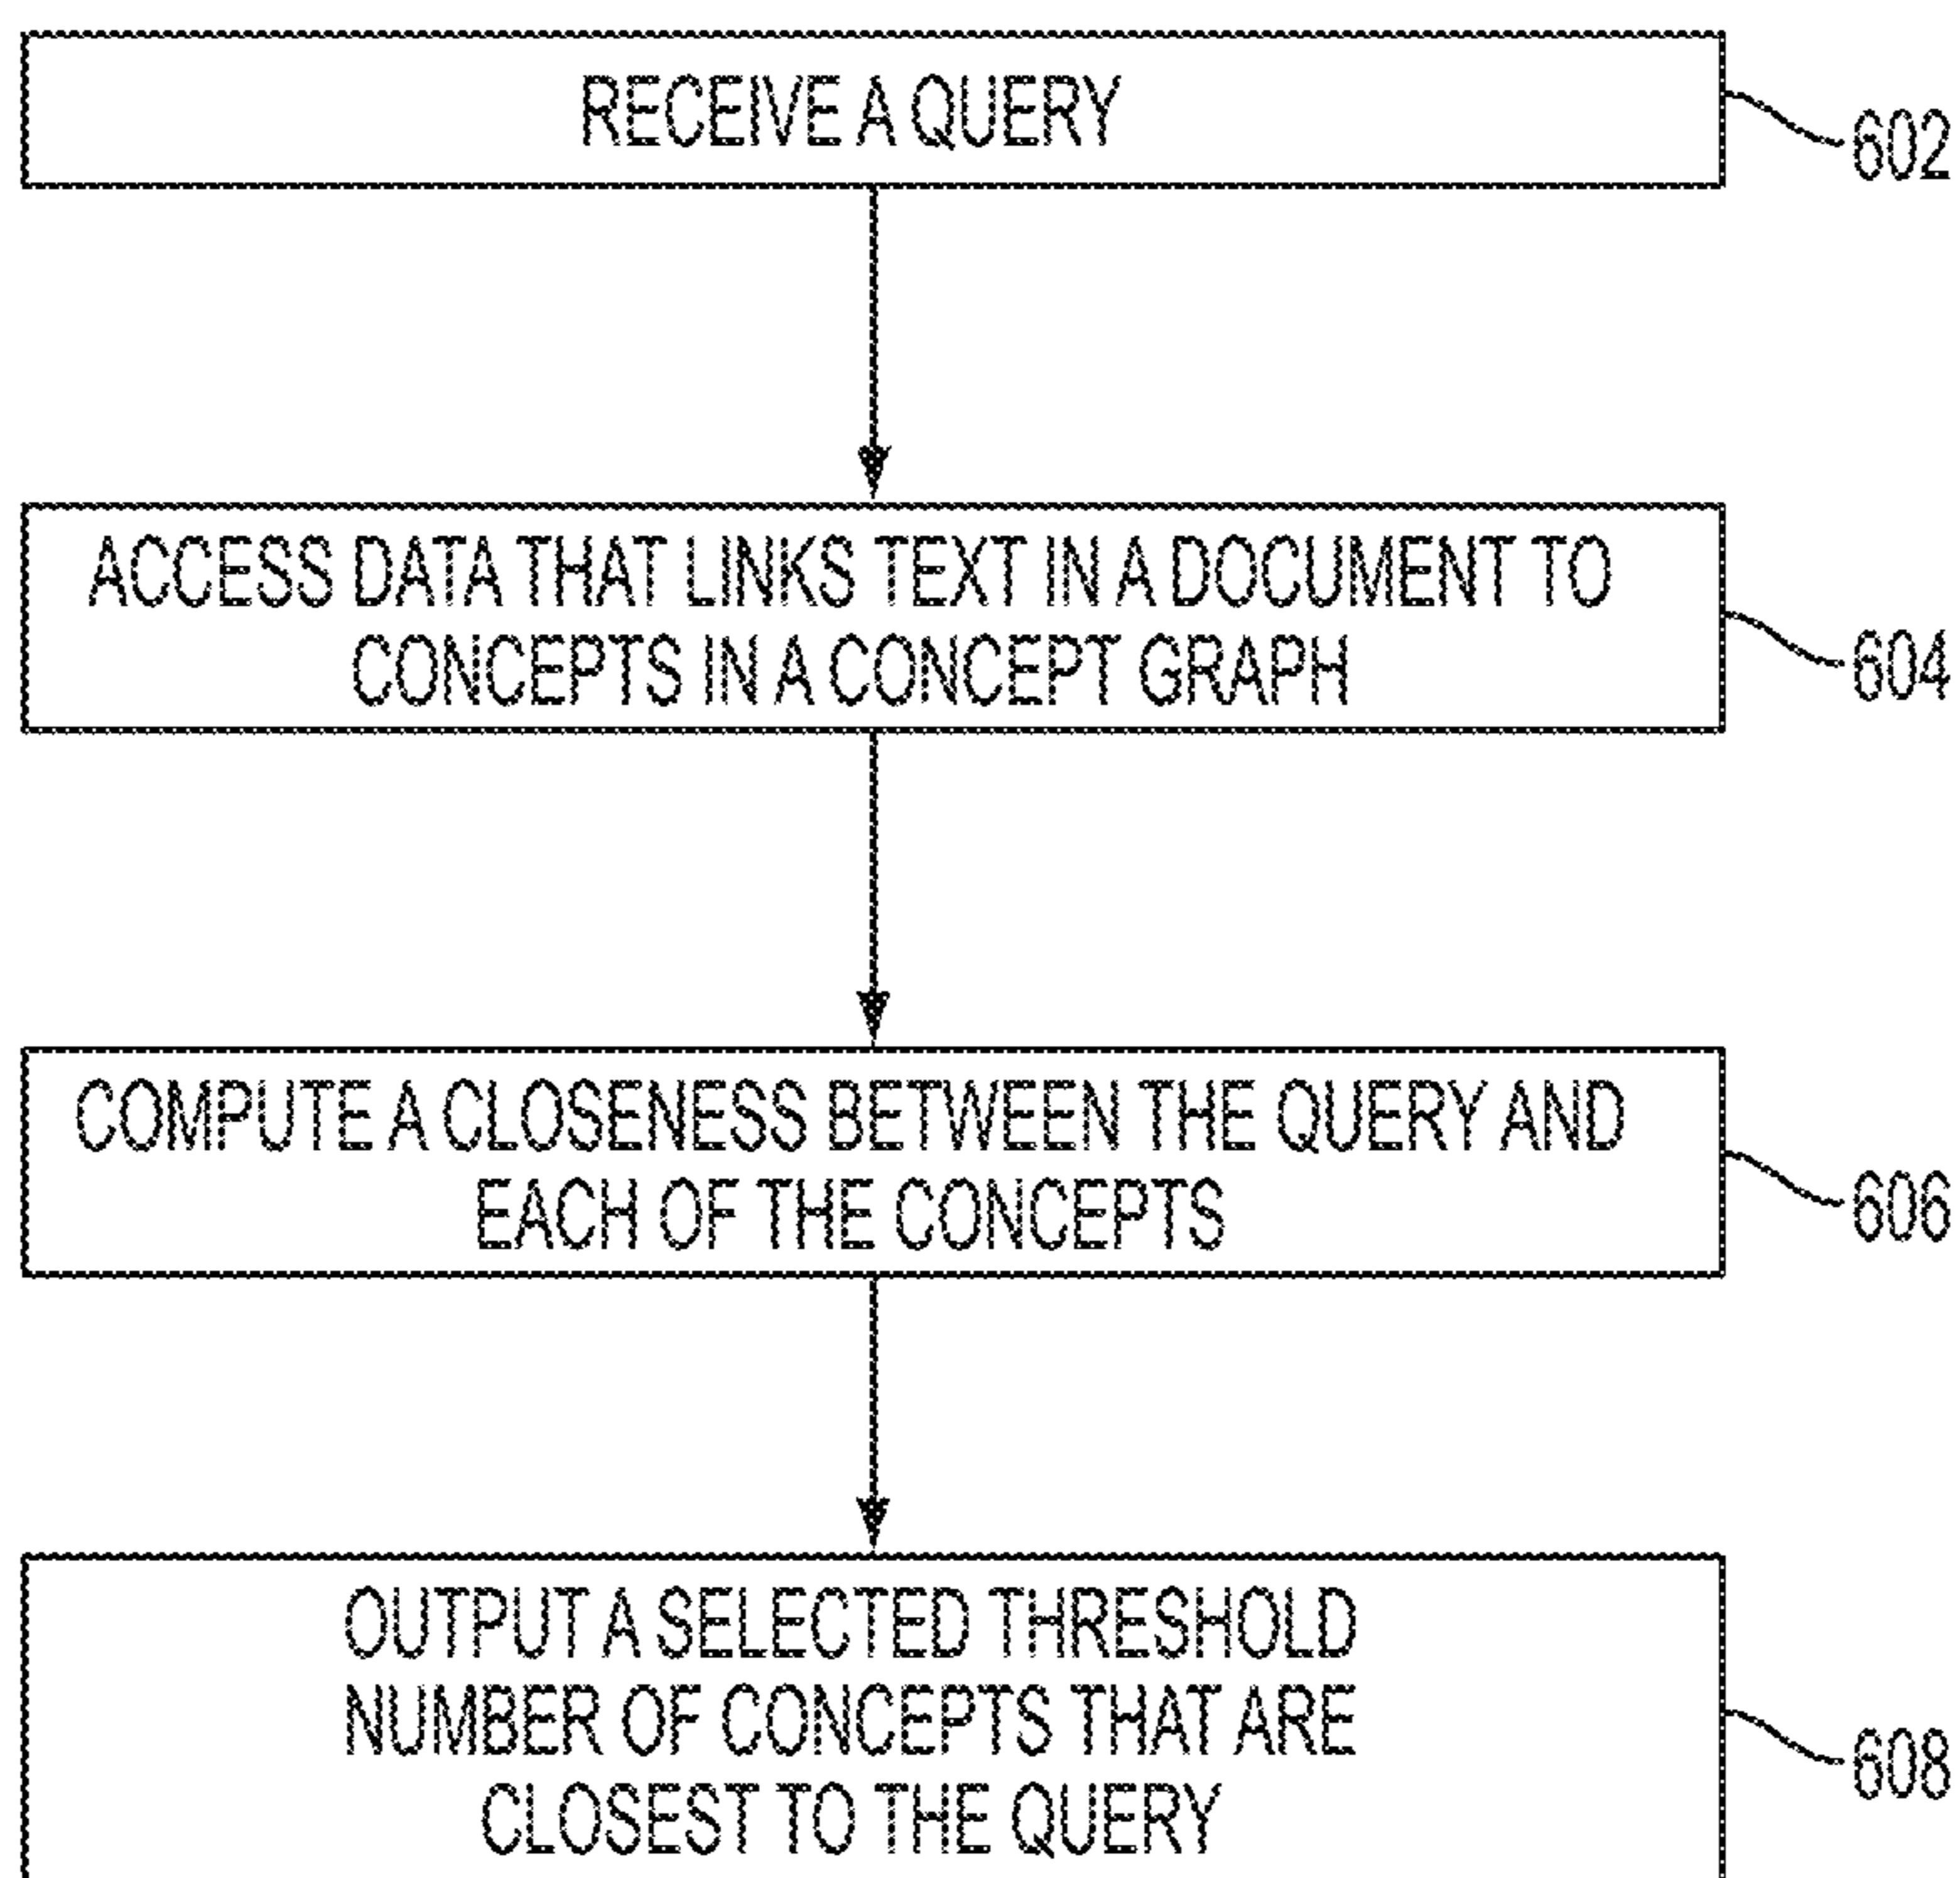 RECEIVE A QUERY
602
ACCESS DATA THAT LINKS TEXT IN A DOCUMENT TO
CONCEPTS IN A CONCEPT GRAPH
604
COMPUTE A CLOSENESS BETWEEN THE QUERY AND
EACH OF THE CONCEPTS
606
OUTPUT A SELECTED THRESHOLD
NUMBER OF CONCEPTS THAT ARE
CLOSEST TO THE QUERY
608